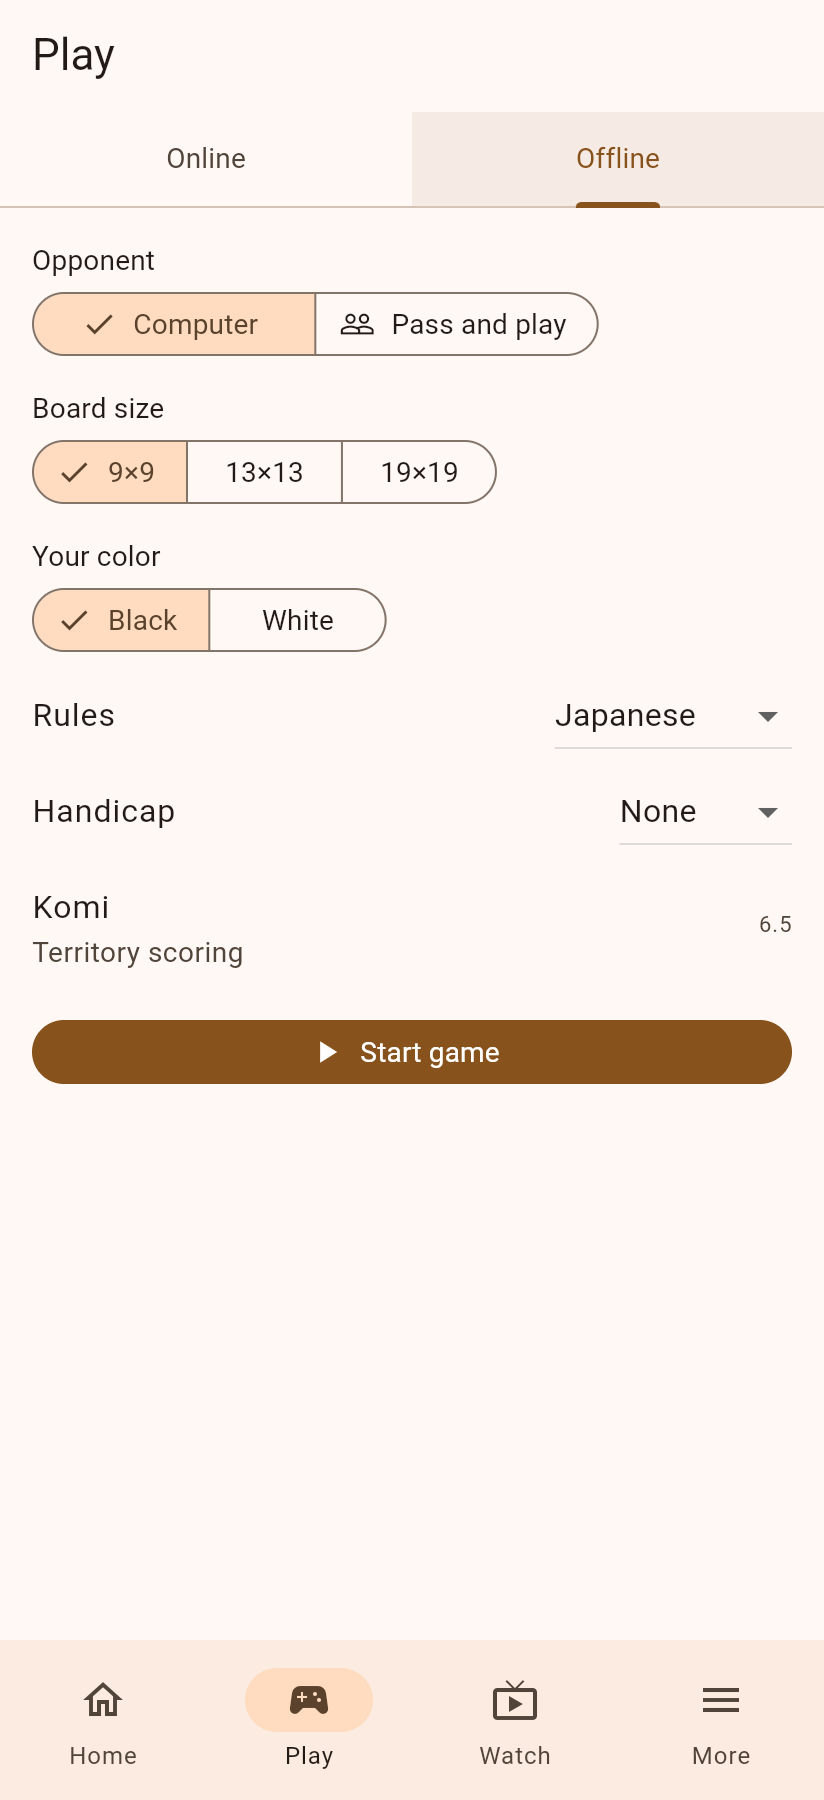 Play
Online
Offline
Opponent
Computer
Pass and play
Board size
9×9
13×13
19×19
Your color
Black
White
Rules
Japanese
Handicap
None
Komi
Territory scoring
6.5
Start game
Home
Play
Watch
More